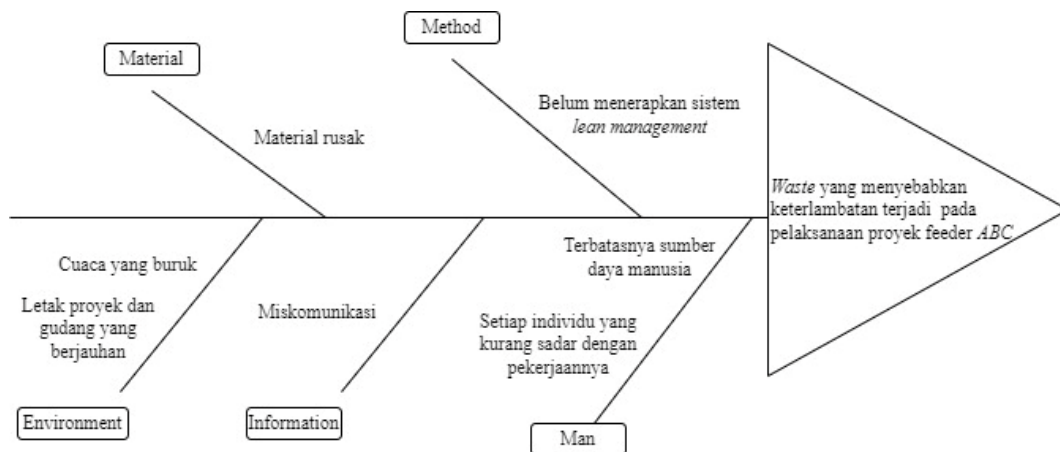 Method
Material
Belum menerapkan sistem
lean management
Material rusak
Waste yang menyebabkan
keterlambatan terjadi pada
pelaksanaan proyek feeder ABC
Terbatasnya sumber
daya manusia
Cuaca yang buruk
Letak proyek dan
gudang yang
berjauhan
Miskomunikasi
Setiap individu yang
kurang sadar dengan
pekerjaannya
Environment
Information
Man